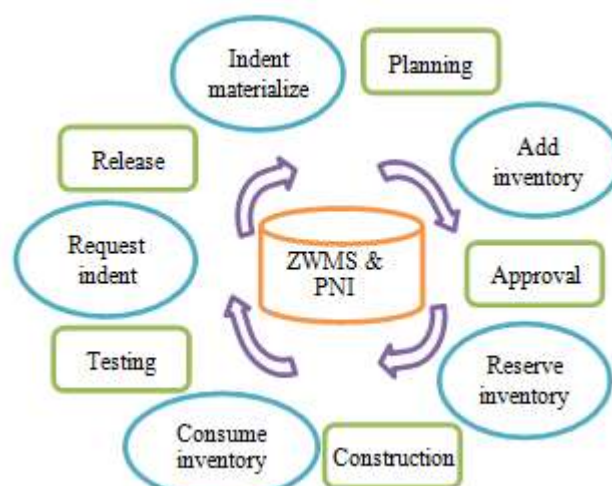 Indent
materialize
Planning
Add
inventory
Release
Request
indent
ZWMS &
PNI
Approval
Testing
Reserve
inventory
Consume
inventory
Construction